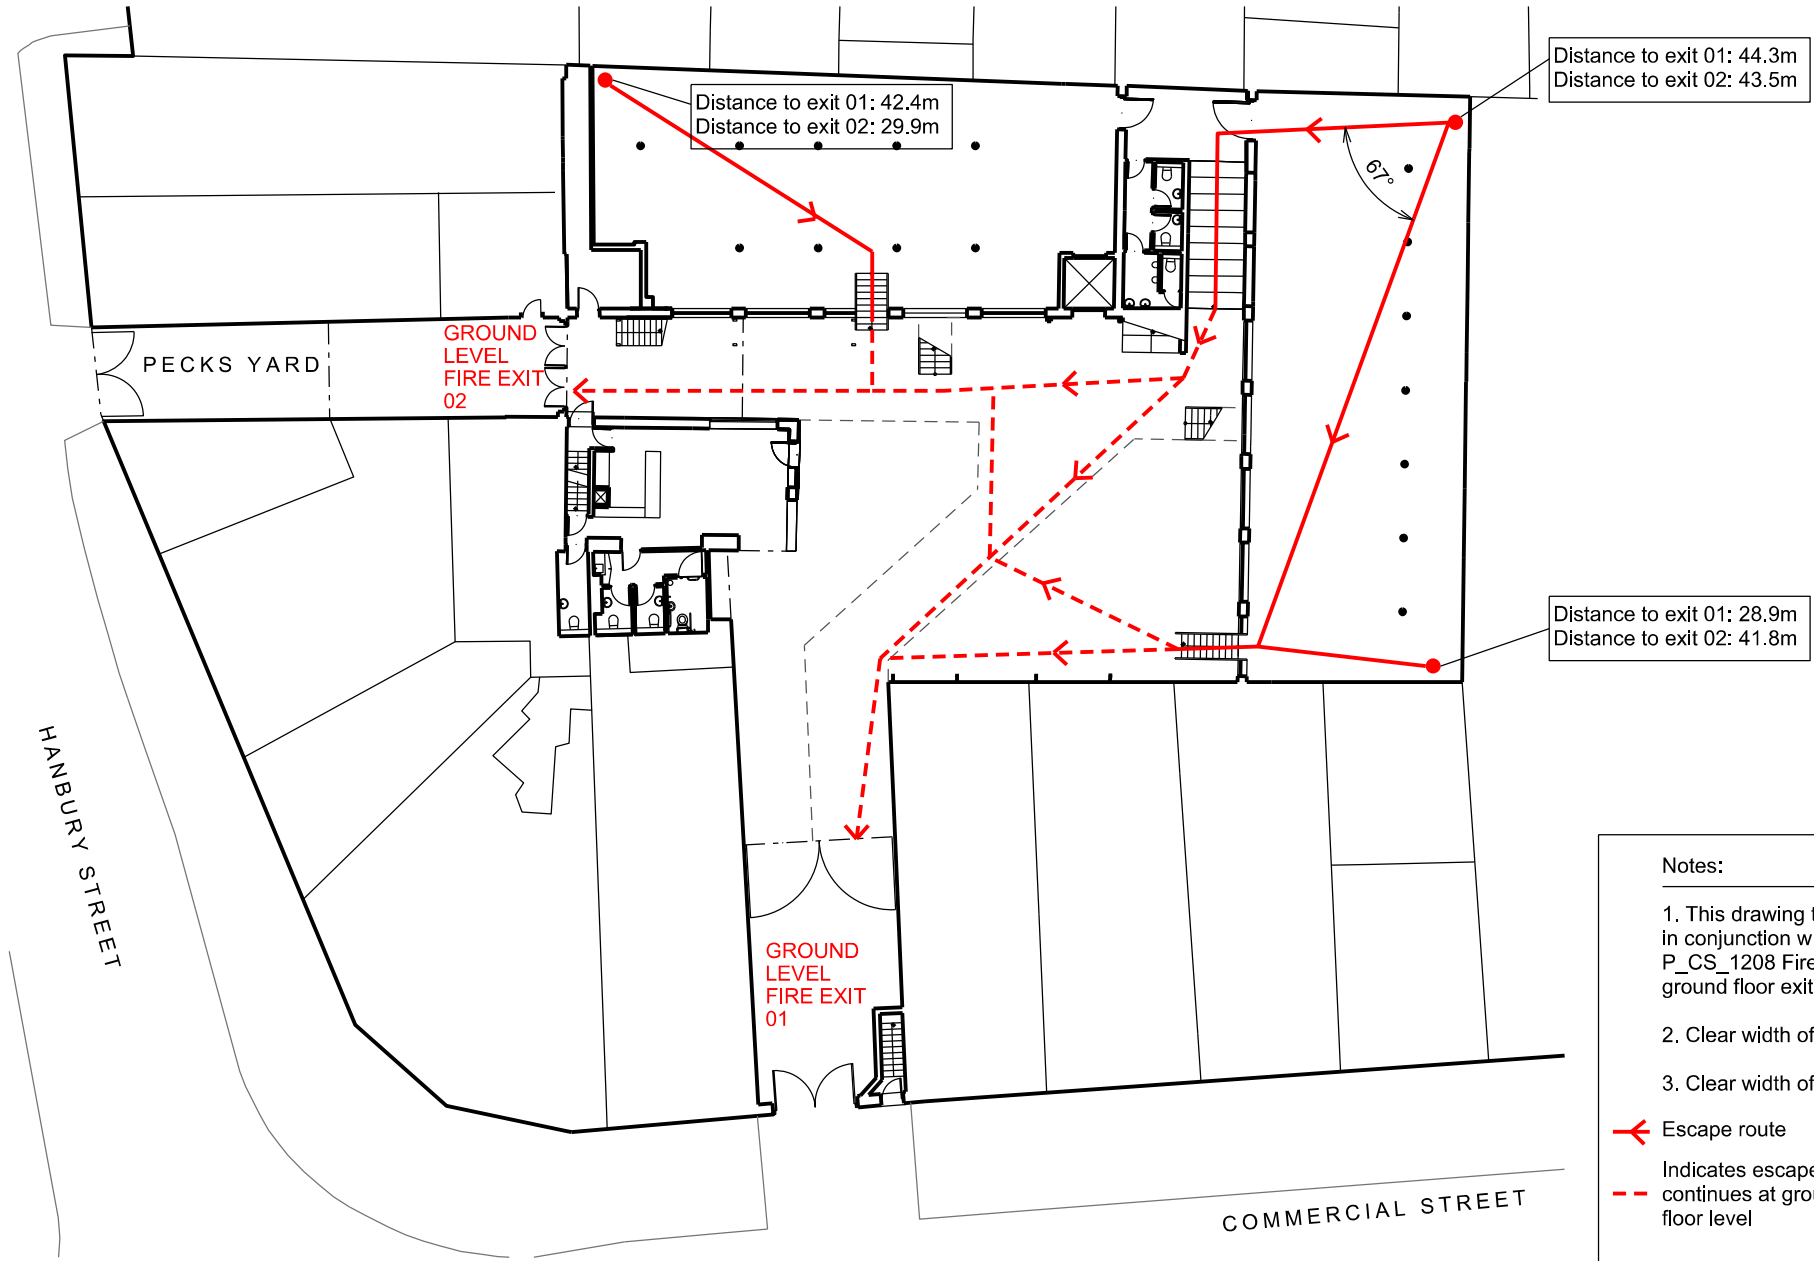 Distance to exit 01: 44.3m
Distance to exit 02: 43.5m
Distance to exit 01: 42.4m
Distance to exit 02: 29.9m
67°
GROUND
LEVEL
FIRE EXIT
02
PECKS YARD
Distance to exit 01: 28.9m
Distance to exit 02: 41.8m
HANBURY STREET
GROUND
LEVEL
FIRE EXIT
01
COMMERCIAL STREET
Notes:
1. This drawing
in conjunction
P_CS_1208 Fire
ground floor exit
2. Clear width of
3. Clear width of
Escape route
Indicates escape
continues at
floor level